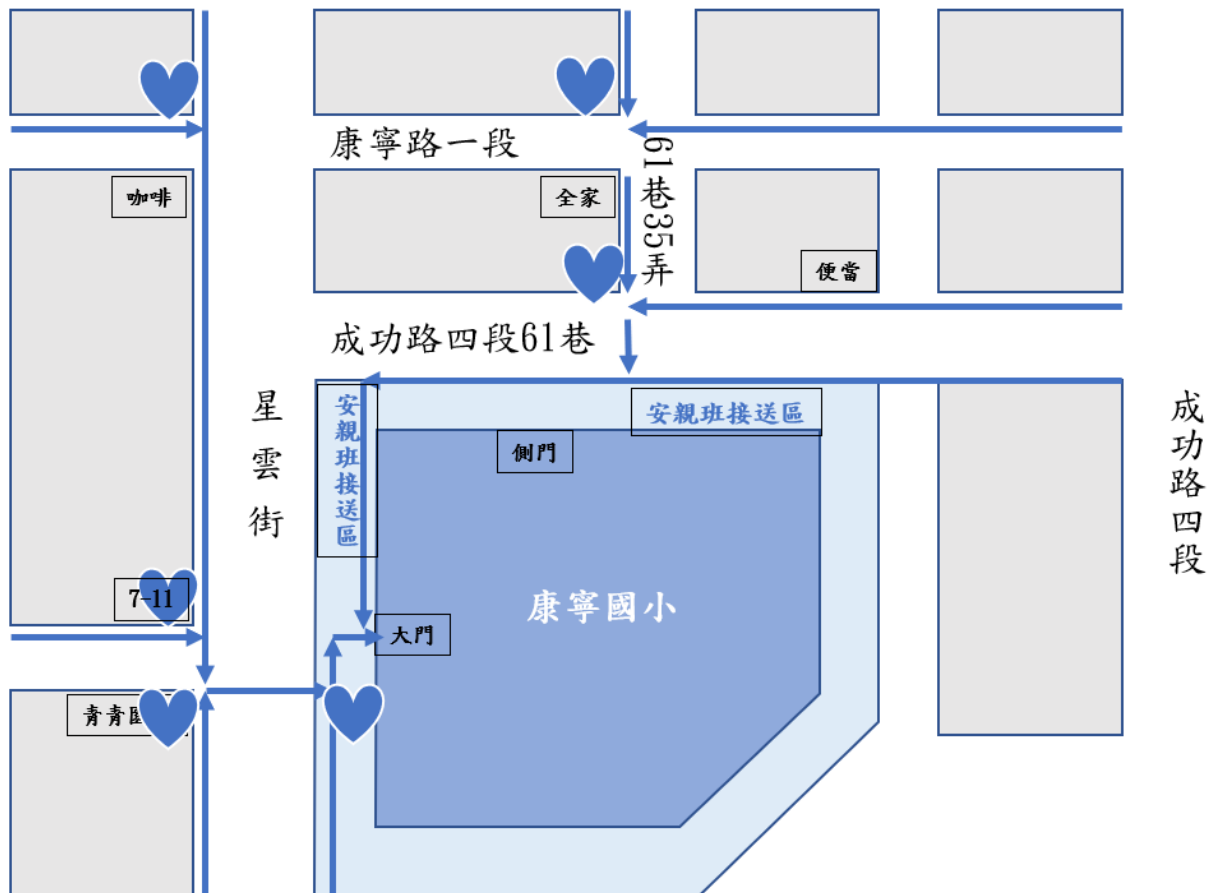 康寧路一段
61巷35弄
咖啡
全家
便當
成功路四段61巷
星雲街
安親班接送區
安親班接送區
側門
成功路四段
7-11
康寧國小
大門
青青